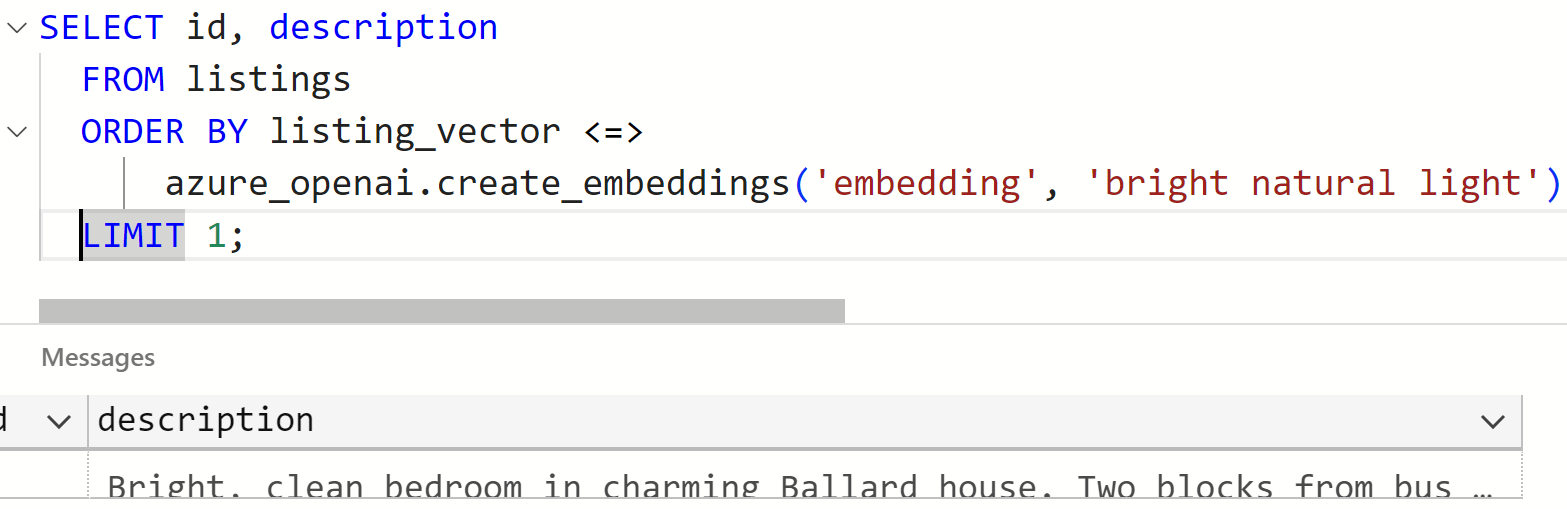 SELECT id, description
FROM listings
ORDER BY listing_vector <=>
azure_openai.create_embeddings('embedding', 'bright natural light')
LIMIT 1;
Messages
d description
Bright, clean bedroom in charming Ballard house. Two blocks from bus …